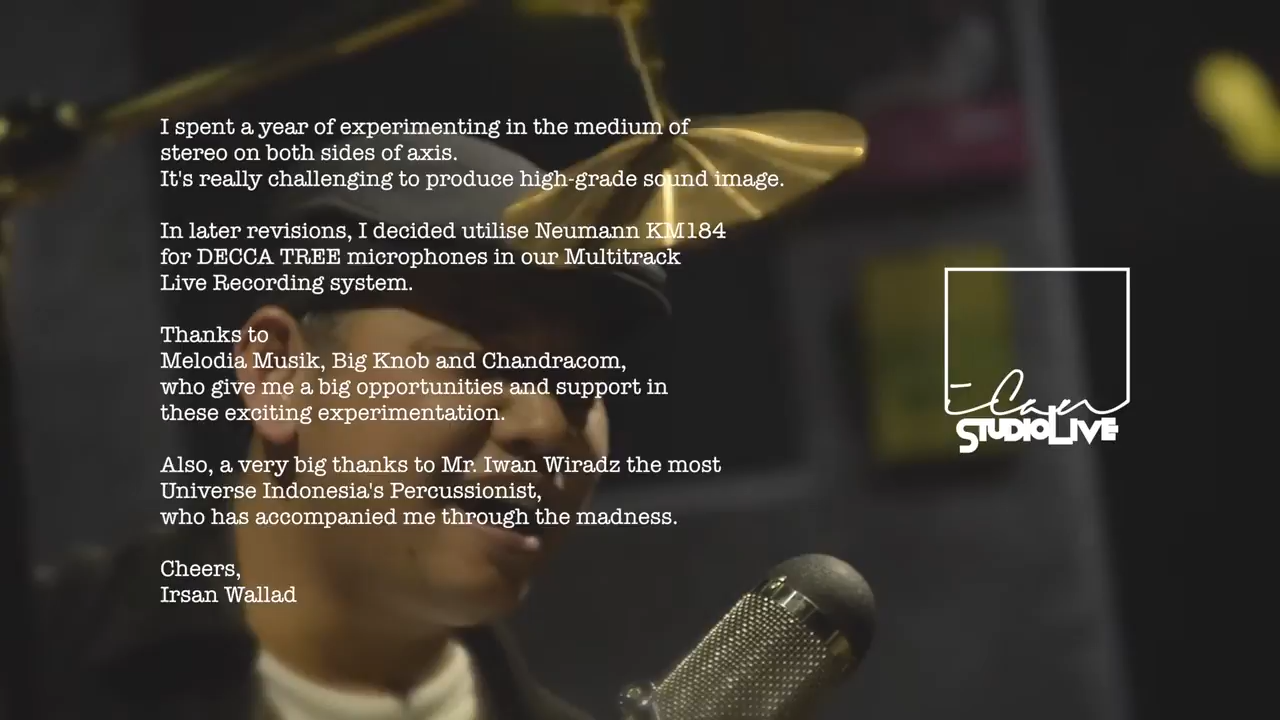 I spent a year of experimenting in the medium of
stereo on both sides of axis.
It's really challenging to produce high-grade sound image.
In later revisions, I decided utilise Neumann KM184
for DECCA TREE microphones in our Multitrack
Live Recording system.
Thanks to
Melodia Musik, Big Knob and Chandracom,
who give me a big opportunities and support in
these exciting experimentation.
Also, a very big thanks to Mr. Iwan Wiradz the most
Universe Indonesia's Percussionist,
who has accompanied me through the madness.
Cheers,
Irsan Wallad
iCan
STUDIOLIVE